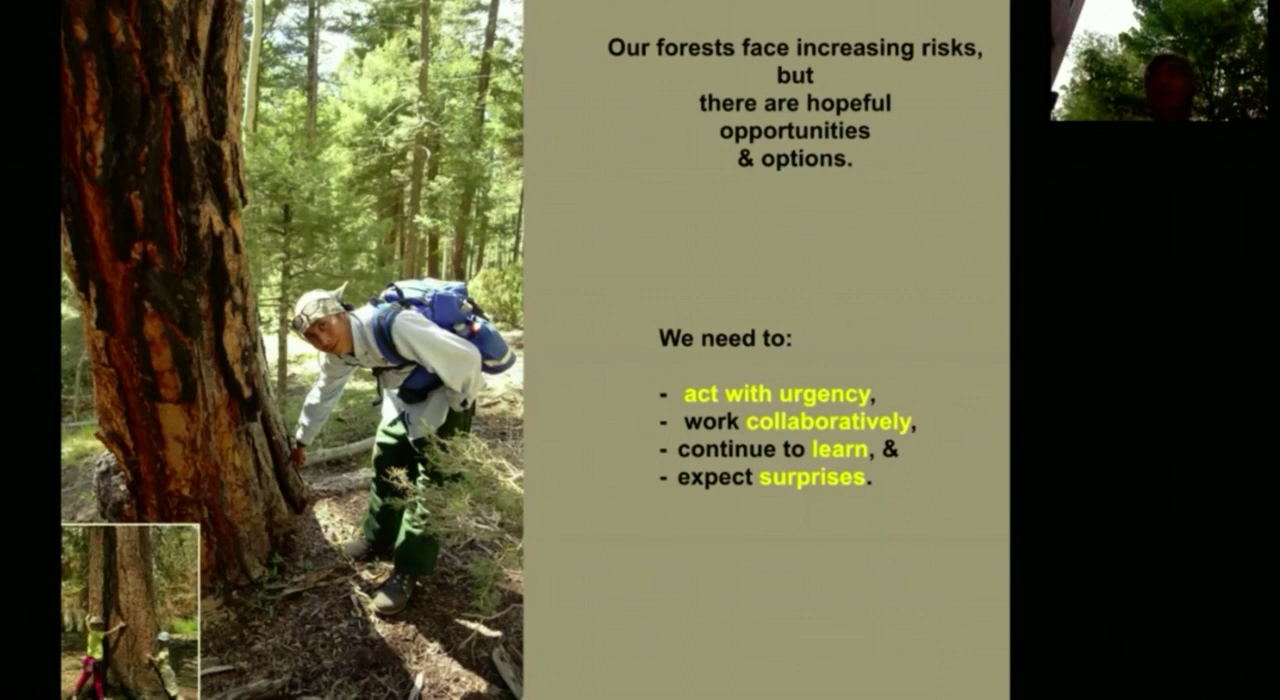 Our forests face increasing risks,
but
there are hopeful
opportunities
& options.
We need to:
- act with urgency,
- work collaboratively,
- continue to learn, &
- expect surprises.